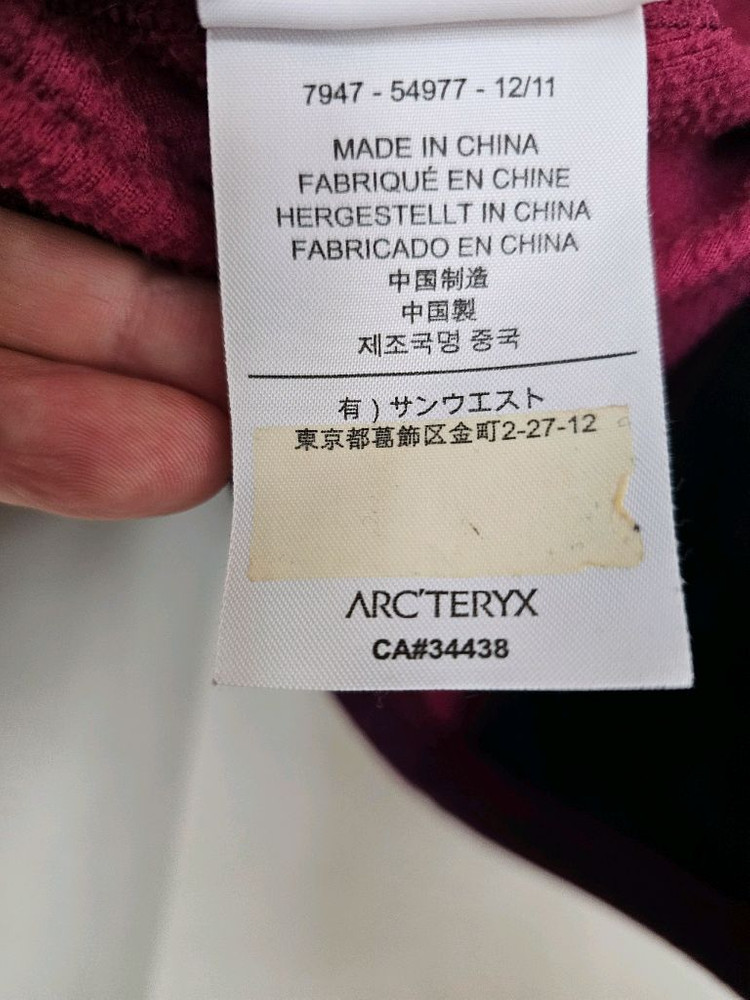 7947 - 54977 - 12/11
MADE IN CHINA
FABRIQUÉ EN CHINE
HERGESTELLT IN CHINA
FABRICADO EN CHINA
中国制造
中国製
제조국명 중국
有）サンウエスト
東京都葛飾区金町2-27-12
ARC'TERYX
CA#34438